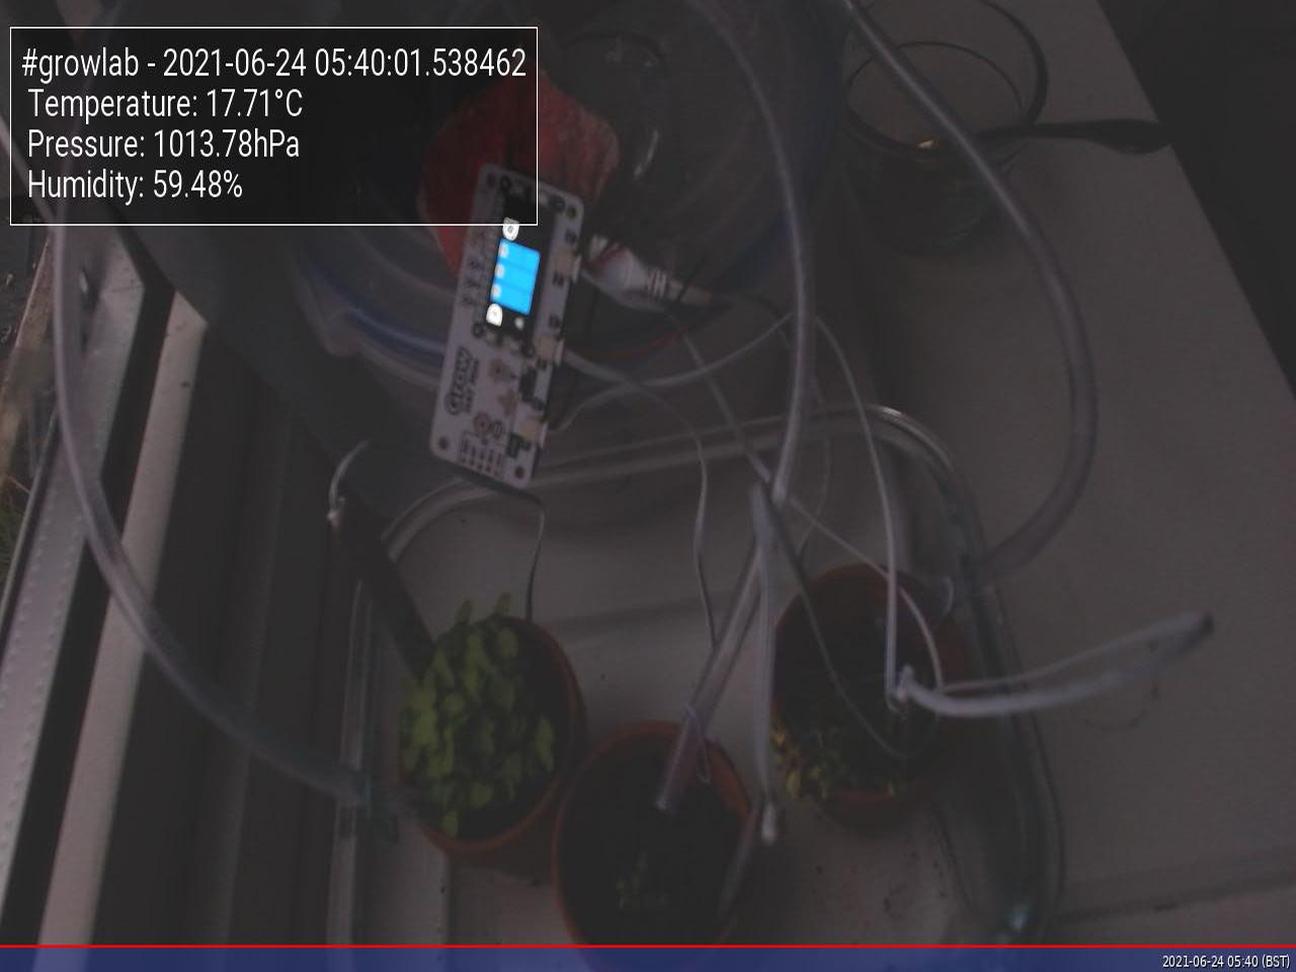 #growlab - 2021-06-24 05:40:01.538462
Temperature: 17.71°C
Pressure: 1013.78hPa
Humidity: 59.48%
Grow
2021-06-24 05:40 (BST)